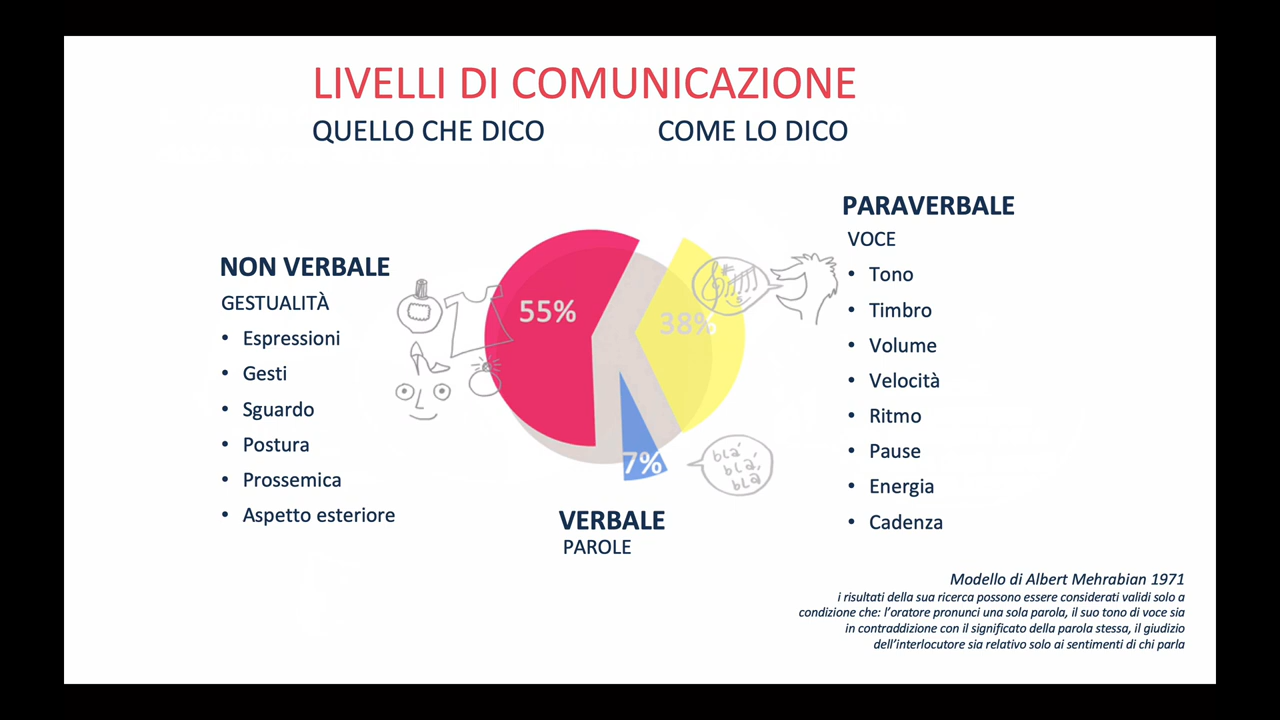 LIVELLI DI COMUNICAZIONE
QUELLO CHE DICO COME LO DICO
NON VERBALE
GESTUALITÀ
• Espressioni
• Gesti
• Sguardo
• Postura
• Prossemica
• Aspetto esteriore
55%
38%
7%
bla'
bla,
bla
VERBALE
PAROLE
PARAVERBALE
VOCE
• Tono
• Timbro
• Volume
• Velocità
• Ritmo
• Pause
• Energia
• Cadenza
Modello di Albert Mehrabian 1971
i risultati della sua ricerca possono essere considerati validi solo a
condizione che: l'oratore pronunci una sola parola, il suo tono di voce sia
in contraddizione con il significato della parola stessa, il giudizio
dell'interlocutore sia relativo solo ai sentimenti di chi parla